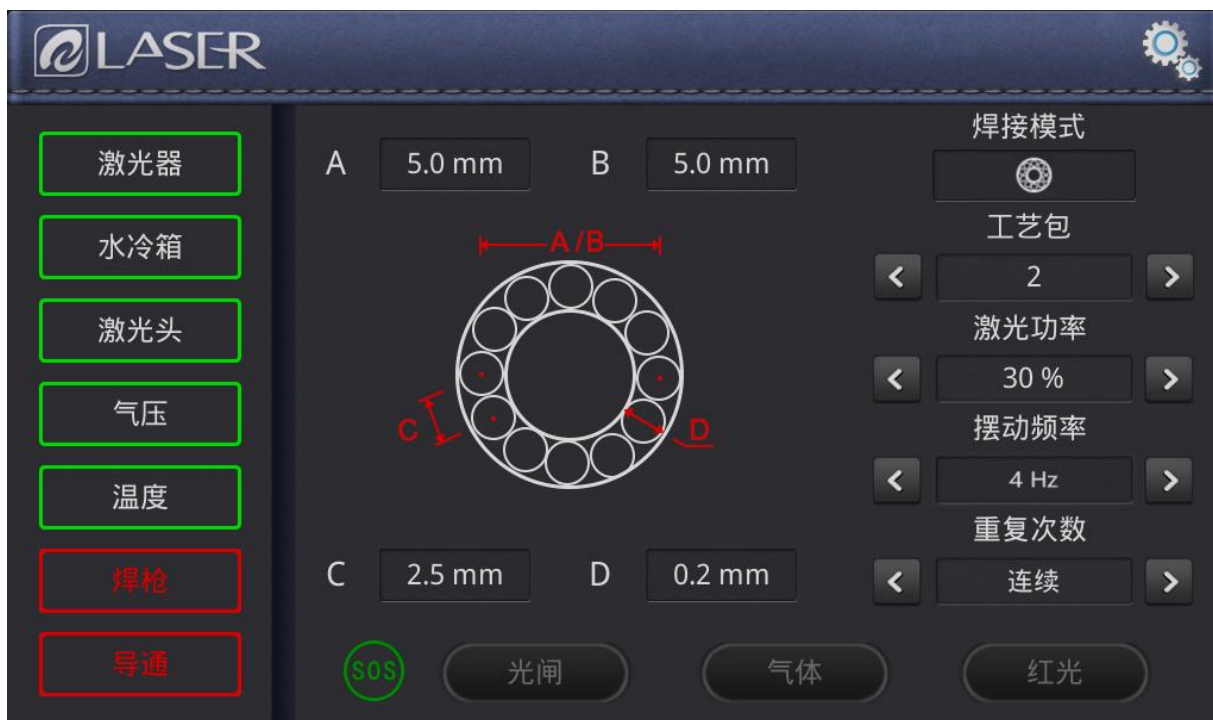 LASER
激光器
水冷箱
激光头
气压
温度
焊枪
导通
A 5.0 mm B 5.0 mm
A/B
C
D
C 2.5 mm D 0.2 mm
焊接模式
工艺包
2
激光功率
30 %
摆动频率
4 Hz
重复次数
连续
SOS 光闸 气体 红光